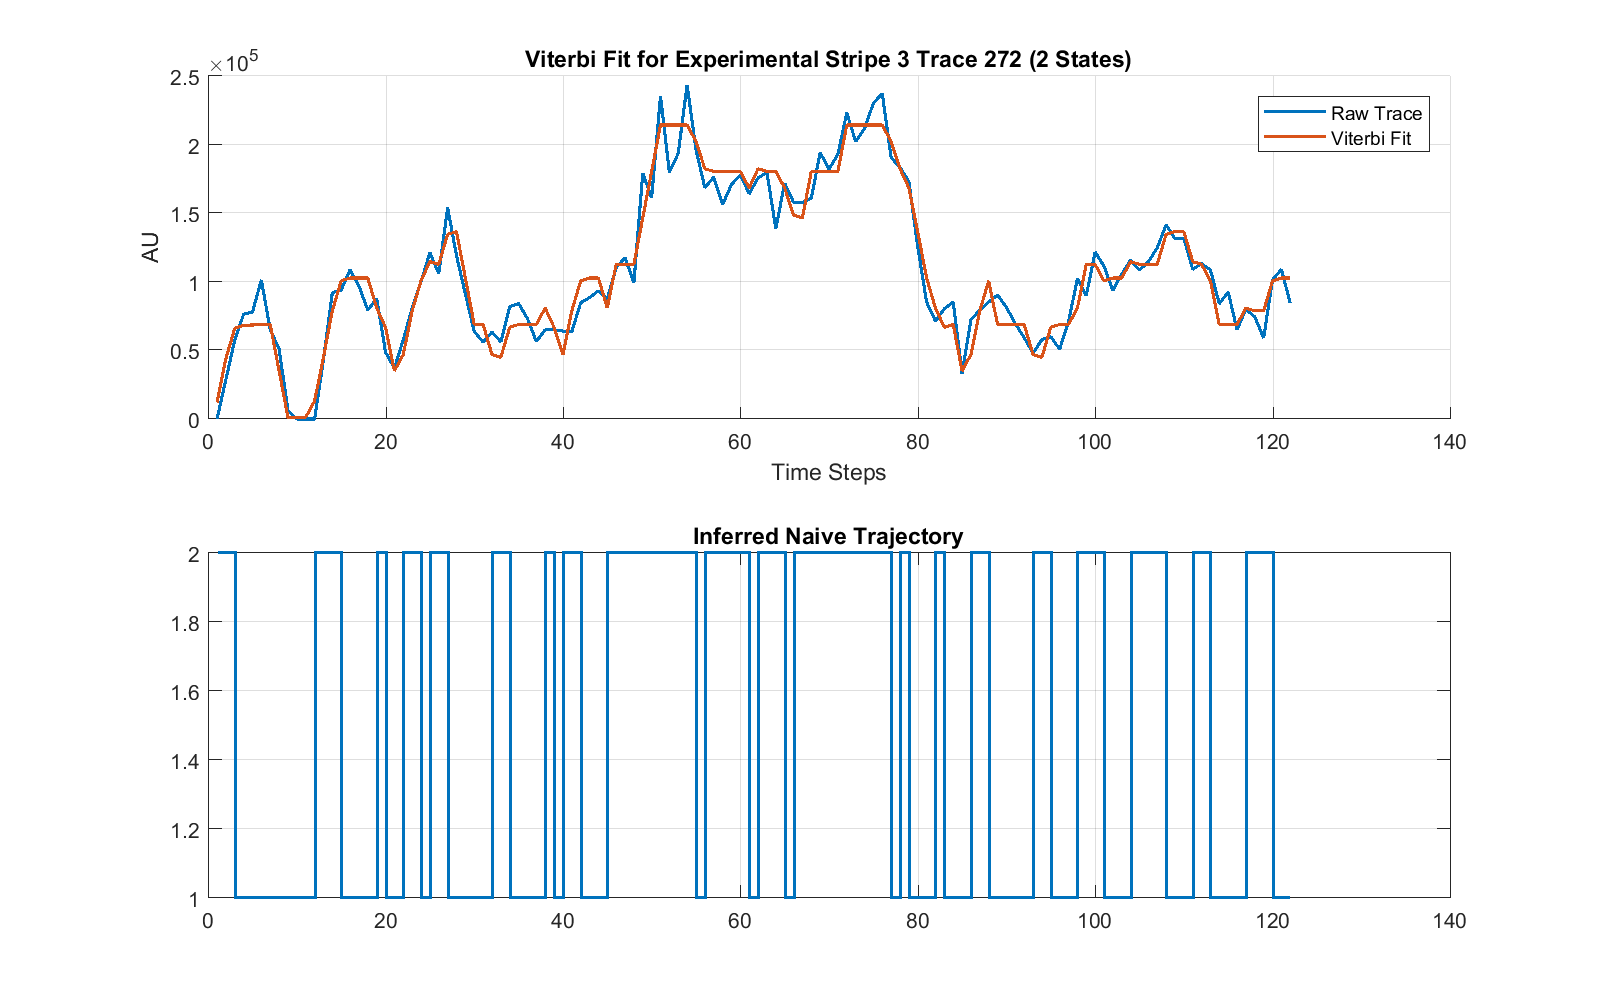 Viterbi Fit for Experimental Stripe 3 Trace 272 (2 States)
×10^5
2.5
2
1.5
1
0.5
0
AU
Raw Trace
Viterbi Fit
0 20 40 60 80 100 120 140
Time Steps
Inferred Naive Trajectory
2
1.8
1.6
1.4
1.2
1
0 20 40 60 80 100 120 140